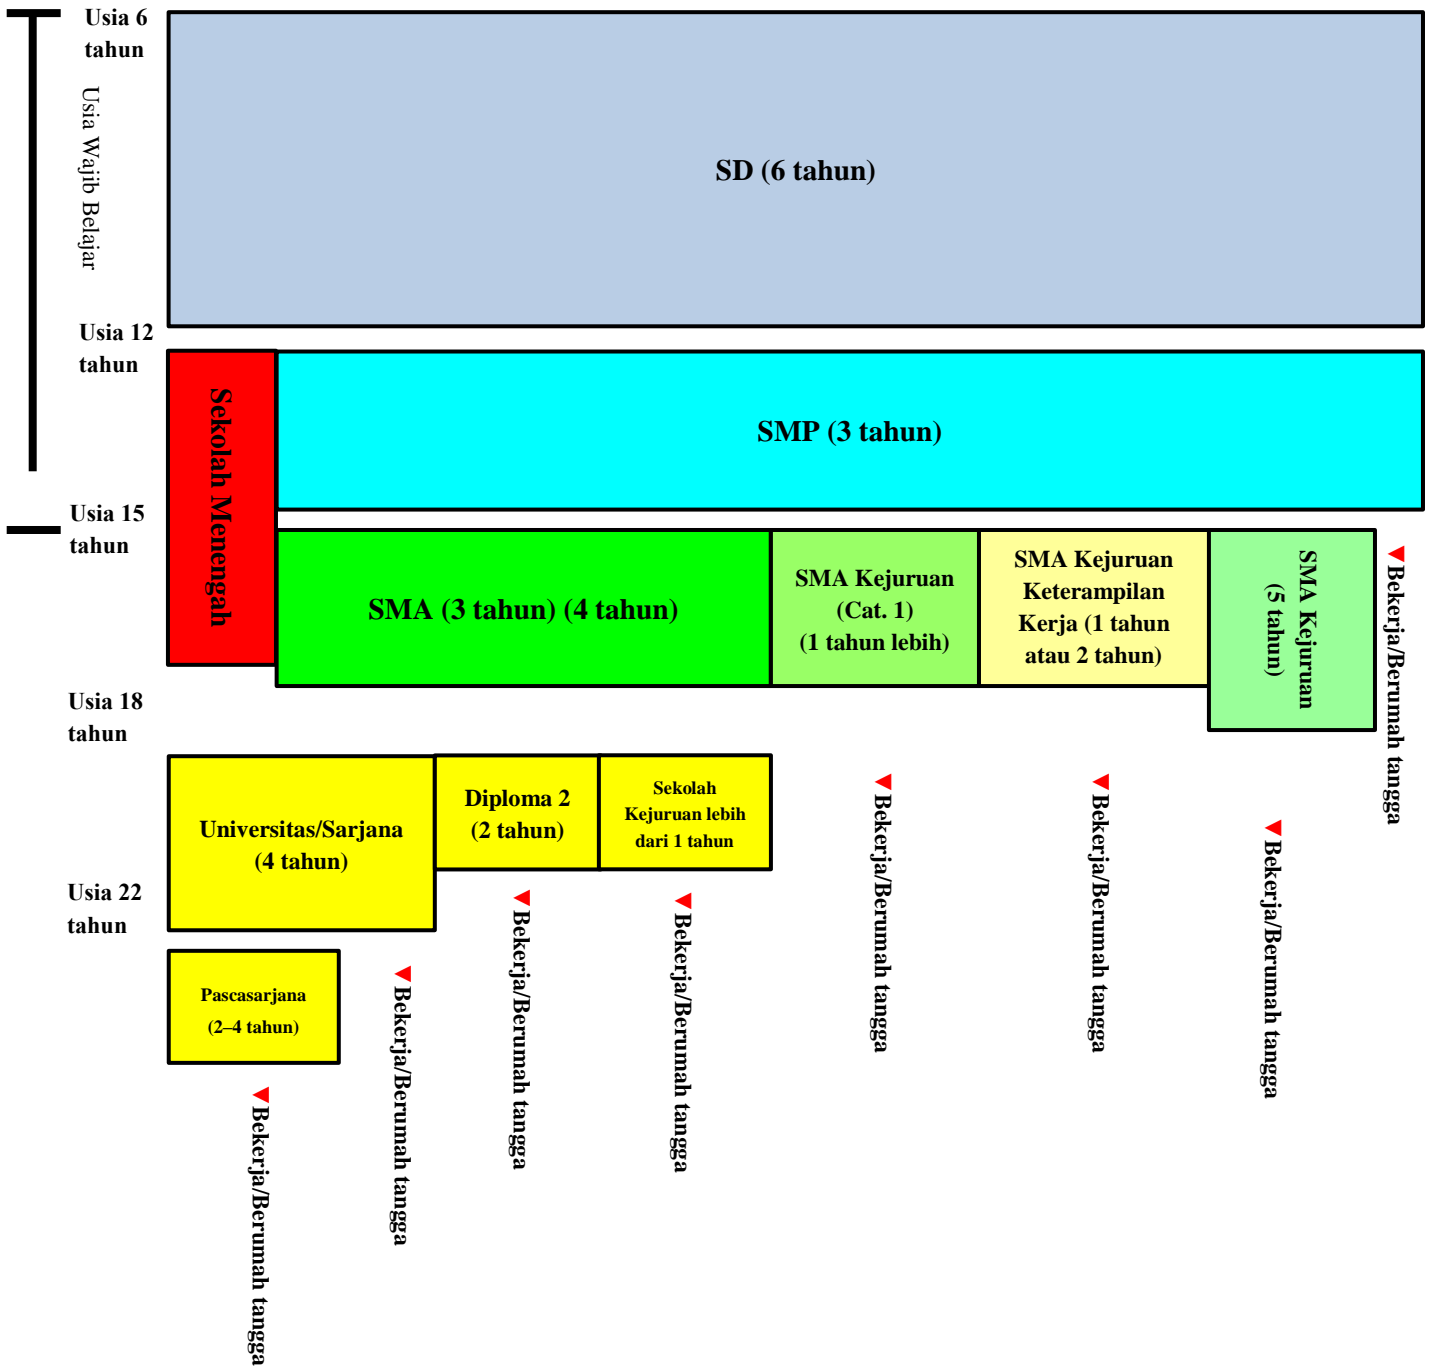 Usia 6
tahun
Usia Wajib Belajar
SD (6 tahun)
Usia 12
tahun
Sekolah Menengah
SMP (3 tahun)
Usia 15
tahun
SMA (3 tahun) (4 tahun)
SMA Kejuruan
(Cat. 1)
(1 tahun lebih)
SMA Kejuruan
Keterampilan
Kerja (1 tahun
atau 2 tahun)
SMA Kejuruan
(5 tahun)
▼Bekerja/Berumah tangga
Usia 18
tahun
Universitas/Sarjana
(4 tahun)
Diploma 2
(2 tahun)
Sekolah
Kejuruan lebih
dari 1 tahun
▼Bekerja/Berumah tangga
▼Bekerja/Berumah tangga
▼Bekerja/Berumah tangga
Usia 22
tahun
▼Bekerja/Berumah tangga
▼Bekerja/Berumah tangga
Pascasarjana
(2–4 tahun)
▼Bekerja/Berumah tangga
▼Bekerja/Berumah tangga